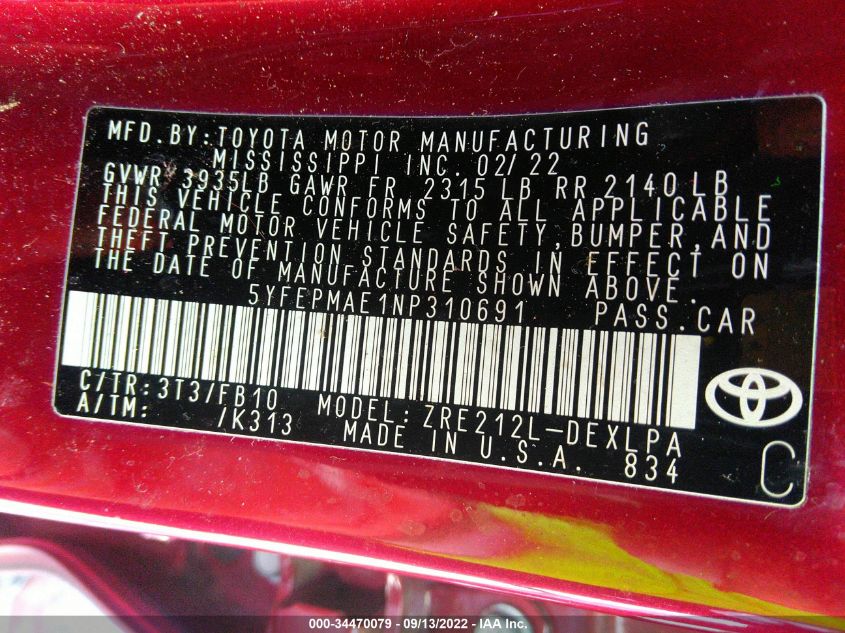 MFD.BY:TOYOTA MOTOR MANUFACTURING
MISSISSIPPI INC. 02/22
GVWR 3935LB GAWR FR 2315LB RR 2140LB
THIS VEHICLE CONFORMS TO ALL APPLICABLE
FEDERAL MOTOR VEHICLE SAFETY,BUMPER,AND
THEFT PREVENTION STANDARDS IN EFFECT ON
THE DATE OF MANUFACTURE SHOWN ABOVE.
5YFEPMAE1NP310691 PASS.CAR
C/TR:3T3/FB10 MODEL:ZRE212L-DEXLPA
A/TM: /K313 MADE IN U.S.A. 834
C
000-34470079 - 09/13/2022 - IAA Inc.